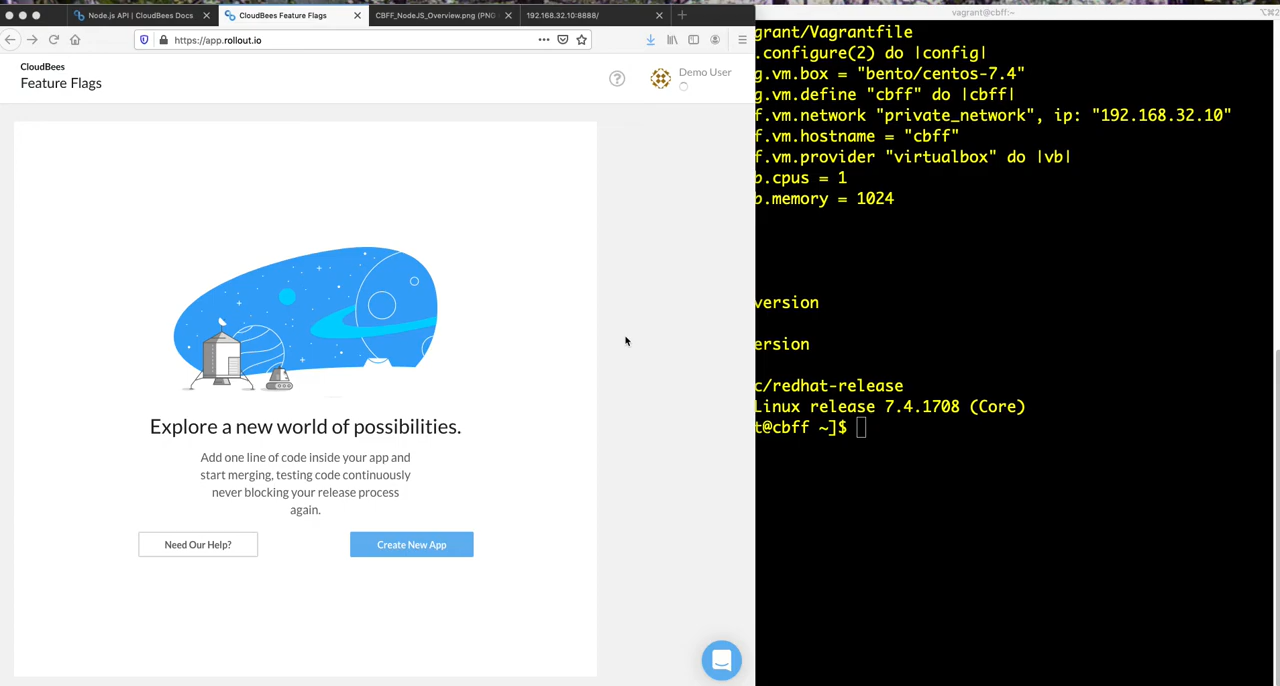 Node.js API | CloudBees Docs
CloudBees Feature Flags
CBFF_NodeJS_Overview.png (PNG
192.168.32.10:8888/
https://app.rollout.io
CloudBees
Feature Flags
Demo User
Explore a new world of possibilities.
Add one line of code inside your app and
start merging, testing code continuously
never blocking your release process
again.
Need Our Help?
Create New App
vagrant@cbff:~
⌥⌘2
grant/Vagrantfile
.configure(2) do |config|
g.vm.box = "bento/centos-7.4"
g.vm.define "cbff" do |cbff|
f.vm.network "private_network", ip: "192.168.32.10"
f.vm.hostname = "cbff"
f.vm.provider "virtualbox" do |vb|
b.cpus = 1
b.memory = 1024
version
ersion
c/redhat-release
Linux release 7.4.1708 (Core)
t@cbff ~]$